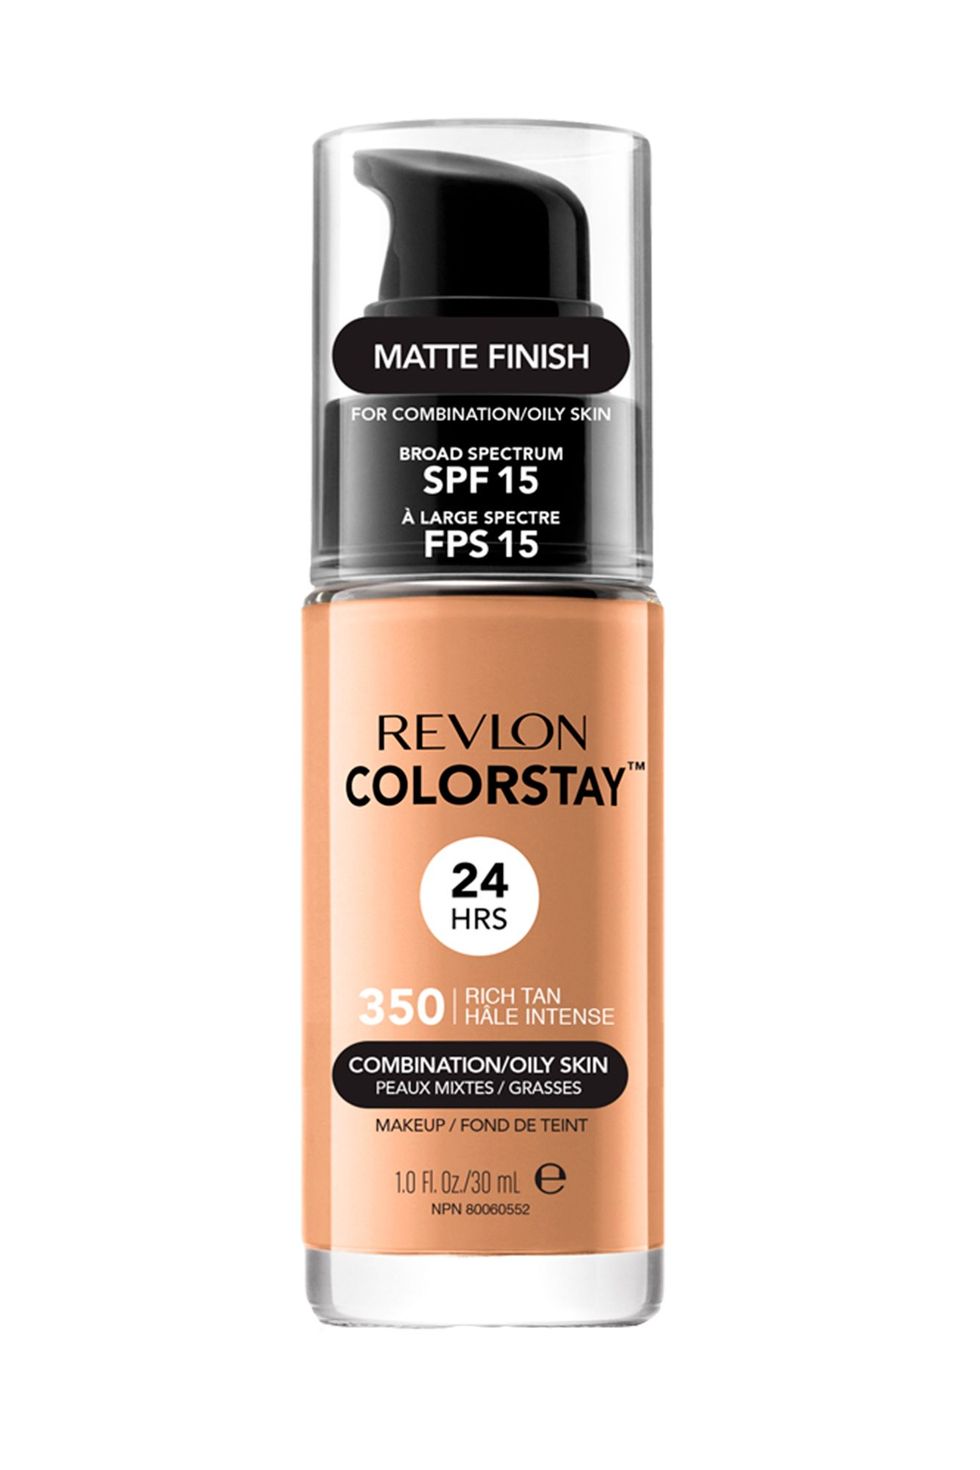 MATTE FINISH
FOR COMBINATION/OILY SKIN
BROAD SPECTRUM
SPF 15
À LARGE SPECTRE
FPS 15
REVLON
COLORSTAY™
24
HRS
350 | RICH TAN
HÂLE INTENSE
COMBINATION/OILY SKIN
PEAUX MIXTES / GRASSES
MAKEUP / FOND DE TEINT
1.0 Fl. Oz./30 mL ℮
NPN 80060552